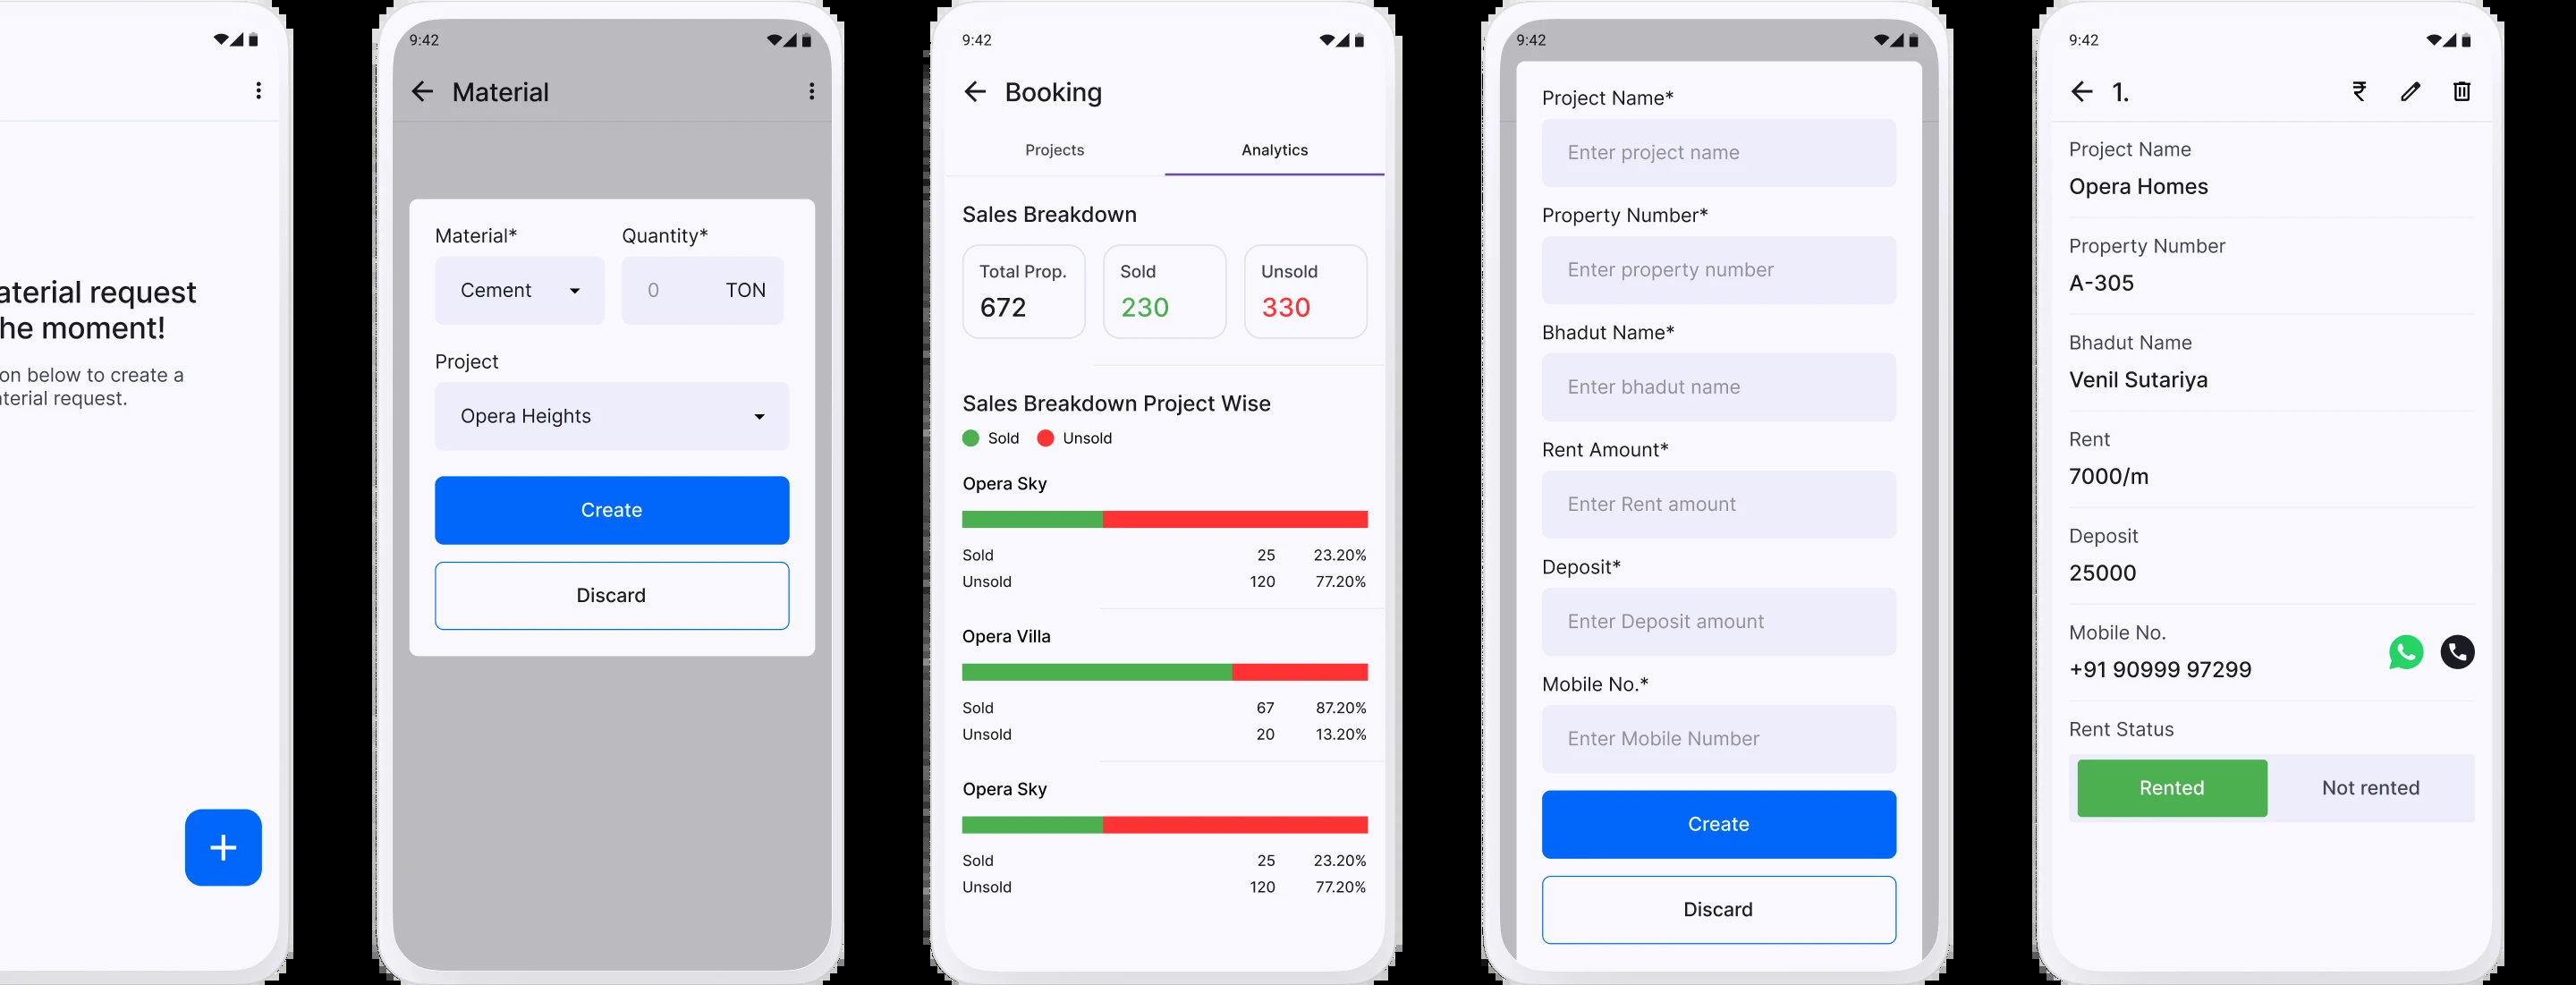 aterial request
he moment!
on below to create a
terial request.
9:42
Material
Material* Quantity*
Cement 0 TON
Project
Opera Heights
Create
Discard
9:42
Booking
Projects Analytics
Sales Breakdown
Total Prop. Sold Unsold
672 230 330
Sales Breakdown Project Wise
Sold Unsold
Opera Sky
Sold 25 23.20%
Unsold 120 77.20%
Opera Villa
Sold 67 87.20%
Unsold 20 13.20%
Opera Sky
Sold 25 23.20%
Unsold 120 77.20%
9:42
Project Name*
Enter project name
Property Number*
Enter property number
Bhadut Name*
Enter bhadut name
Rent Amount*
Enter Rent amount
Deposit*
Enter Deposit amount
Mobile No.*
Enter Mobile Number
Create
Discard
9:42
1. ₹
Project Name
Opera Homes
Property Number
A-305
Bhadut Name
Venil Sutariya
Rent
7000/m
Deposit
25000
Mobile No.
+91 90999 97299
Rent Status
Rented Not rented